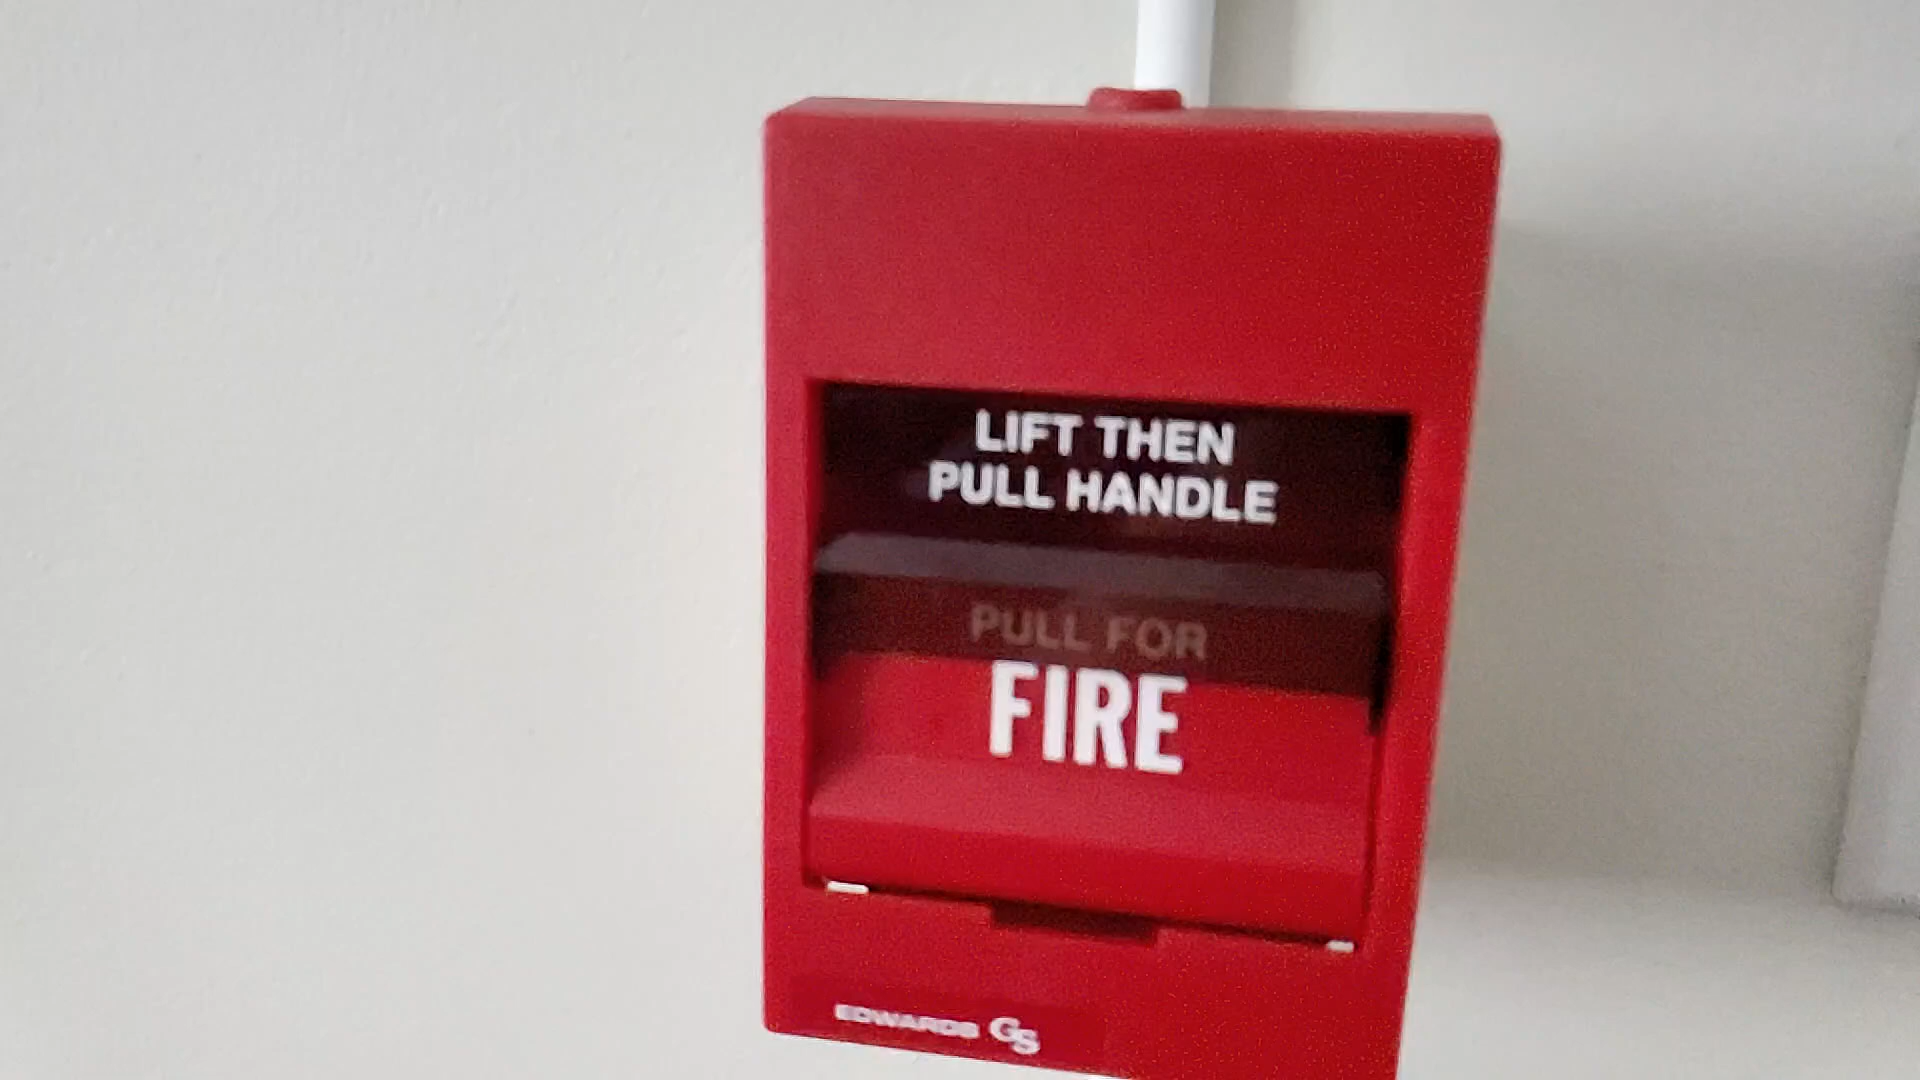 LIFT THEN
PULL HANDLE
PULL FOR
FIRE
EDWARDS GS